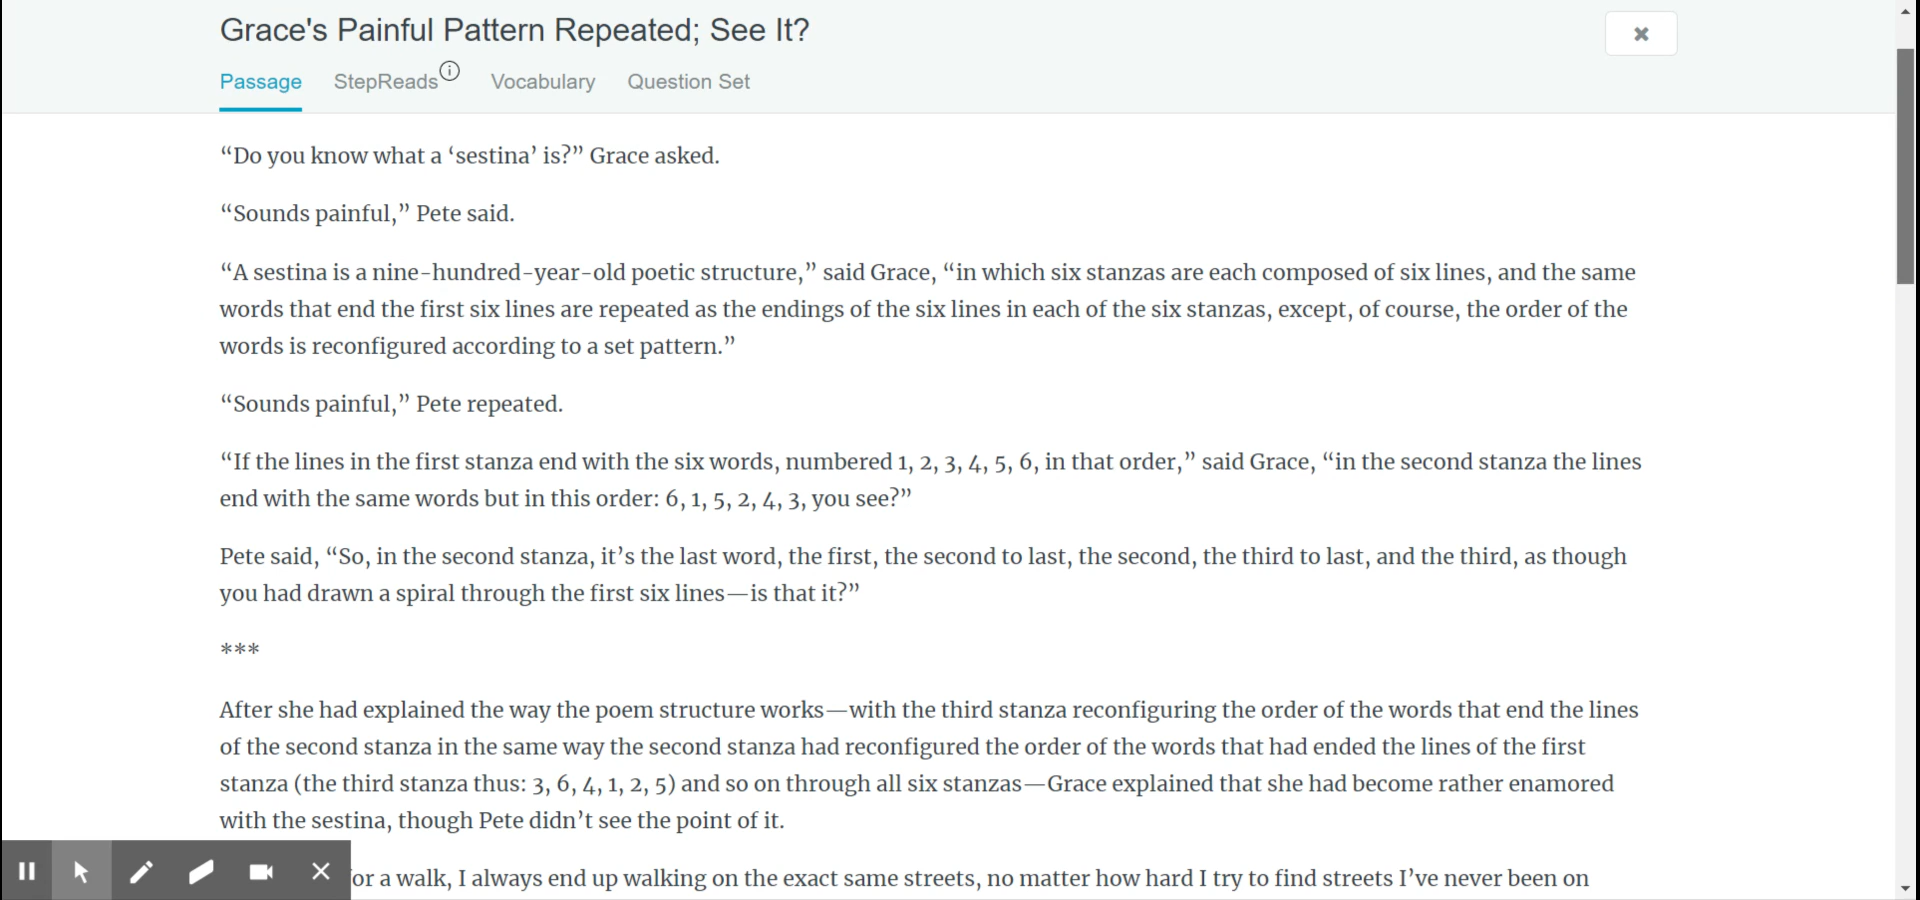 Grace's Painful Pattern Repeated; See It?
Passage StepReads Vocabulary Question Set
“Do you know what a ‘sestina’ is?” Grace asked.
“Sounds painful,” Pete said.
“A sestina is a nine-hundred-year-old poetic structure,” said Grace, “in which six stanzas are each composed of six lines, and the same
words that end the first six lines are repeated as the endings of the six lines in each of the six stanzas, except, of course, the order of the
words is reconfigured according to a set pattern.”
“Sounds painful,” Pete repeated.
“If the lines in the first stanza end with the six words, numbered 1, 2, 3, 4, 5, 6, in that order,” said Grace, “in the second stanza the lines
end with the same words but in this order: 6, 1, 5, 2, 4, 3, you see?”
Pete said, “So, in the second stanza, it’s the last word, the first, the second to last, the second, the third to last, and the third, as though
you had drawn a spiral through the first six lines—is that it?”
***
After she had explained the way the poem structure works—with the third stanza reconfiguring the order of the words that end the lines
of the second stanza in the same way the second stanza had reconfigured the order of the words that had ended the lines of the first
stanza (the third stanza thus: 3, 6, 4, 1, 2, 5) and so on through all six stanzas—Grace explained that she had become rather enamored
with the sestina, though Pete didn’t see the point of it.
or a walk, I always end up walking on the exact same streets, no matter how hard I try to find streets I’ve never been on